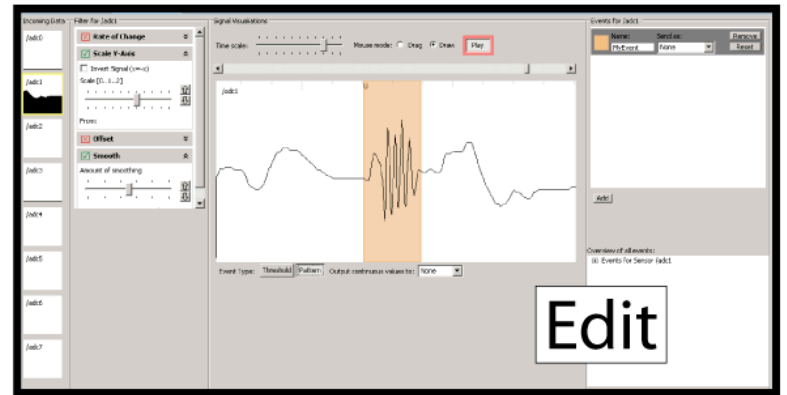 Incoming Data
/adc0
/adc1
/adc2
/adc3
/adc4
/adc5
/adc6
/adc7
Filter for /adc1
Rate of Change
Scale Y-Axis
Invert Signal (x=-x)
Scale [0..1..2]
From:
Offset
Smooth
Amount of smoothing
Signal Visualisations
Time scale:
Mouse mode: Drag Draw Play
/adc1
Event Type: Threshold Pattern Output continuous values to: None
Events for /adc1
Name: Send as: Remove
MyEvent None Reset
Add
Overview of all events:
Events for Sensor /adc1
Edit